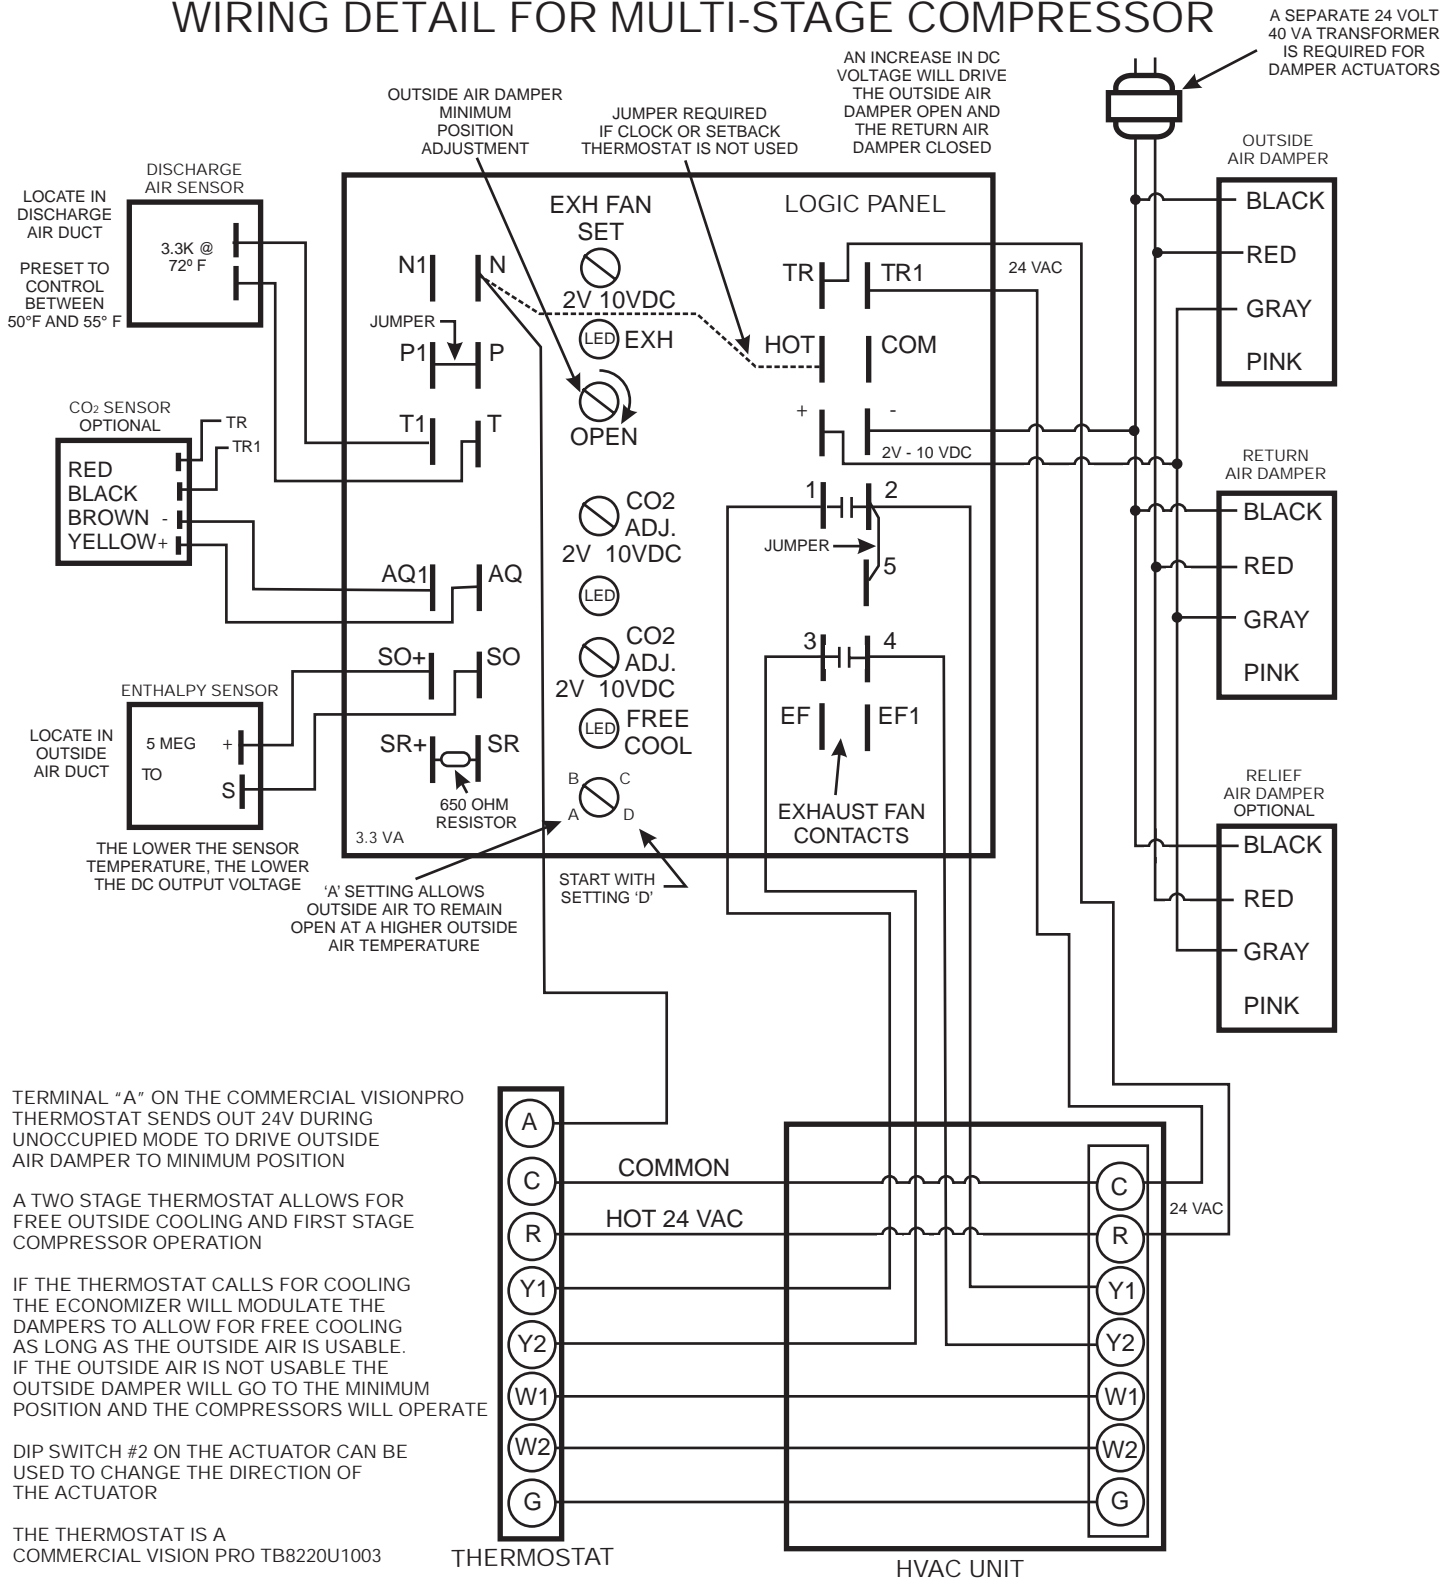 WIRING DETAIL FOR MULTI-STAGE COMPRESSOR
A SEPARATE 24 VOLT
40 VA TRANSFORMER
IS REQUIRED FOR
DAMPER ACTUATORS
AN INCREASE IN DC
VOLTAGE WILL DRIVE
THE OUTSIDE AIR
DAMPER OPEN AND
THE RETURN AIR
DAMPER CLOSED
OUTSIDE AIR DAMPER
MINIMUM
POSITION
ADJUSTMENT
JUMPER REQUIRED
IF CLOCK OR SETBACK
THERMOSTAT IS NOT USED
DISCHARGE
AIR SENSOR
LOCATE IN
DISCHARGE
AIR DUCT
PRESET TO
CONTROL
BETWEEN
50°F AND 55° F
3.3K @
72º F
CO2 SENSOR
OPTIONAL
TR
TR1
RED
BLACK
BROWN -
YELLOW +
ENTHALPY SENSOR
LOCATE IN
OUTSIDE
AIR DUCT
5 MEG +
TO
S
THE LOWER THE SENSOR
TEMPERATURE, THE LOWER
THE DC OUTPUT VOLTAGE
EXH FAN
SET
2V 10VDC
LED EXH
OPEN
LOGIC PANEL
N1 N
JUMPER
P1 P
T1 T
AQ1 AQ
SO+ SO
SR+ SR
650 OHM
RESISTOR
3.3 VA
CO2
ADJ.
2V 10VDC
LED
CO2
ADJ.
2V 10VDC
LED FREE
COOL
B C
A D
TR TR1
24 VAC
HOT COM
+ -
2V - 10 VDC
1 2
JUMPER
5
3 4
EF EF1
EXHAUST FAN
CONTACTS
‘A’ SETTING ALLOWS
OUTSIDE AIR TO REMAIN
OPEN AT A HIGHER OUTSIDE
AIR TEMPERATURE
START WITH
SETTING ‘D’
OUTSIDE
AIR DAMPER
BLACK
RED
GRAY
PINK
RETURN
AIR DAMPER
BLACK
RED
GRAY
PINK
RELIEF
AIR DAMPER
OPTIONAL
BLACK
RED
GRAY
PINK
TERMINAL “A” ON THE COMMERCIAL VISIONPRO
THERMOSTAT SENDS OUT 24V DURING
UNOCCUPIED MODE TO DRIVE OUTSIDE
AIR DAMPER TO MINIMUM POSITION
A TWO STAGE THERMOSTAT ALLOWS FOR
FREE OUTSIDE COOLING AND FIRST STAGE
COMPRESSOR OPERATION
IF THE THERMOSTAT CALLS FOR COOLING
THE ECONOMIZER WILL MODULATE THE
DAMPERS TO ALLOW FOR FREE COOLING
AS LONG AS THE OUTSIDE AIR IS USABLE.
IF THE OUTSIDE AIR IS NOT USABLE THE
OUTSIDE DAMPER WILL GO TO THE MINIMUM
POSITION AND THE COMPRESSORS WILL OPERATE
DIP SWITCH #2 ON THE ACTUATOR CAN BE
USED TO CHANGE THE DIRECTION OF
THE ACTUATOR
THE THERMOSTAT IS A
COMMERCIAL VISION PRO TB8220U1003
A
C
R
Y1
Y2
W1
W2
G
THERMOSTAT
COMMON
HOT 24 VAC
C
R
Y1
Y2
W1
W2
G
24 VAC
HVAC UNIT